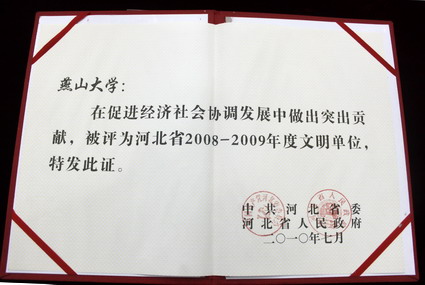 燕山大学：
在促进经济社会协调发展中做出突出贡
献，被评为河北省2008-2009年度文明单位，
特发此证。
中共河北省委
河北省人民政府
二〇一〇年七月